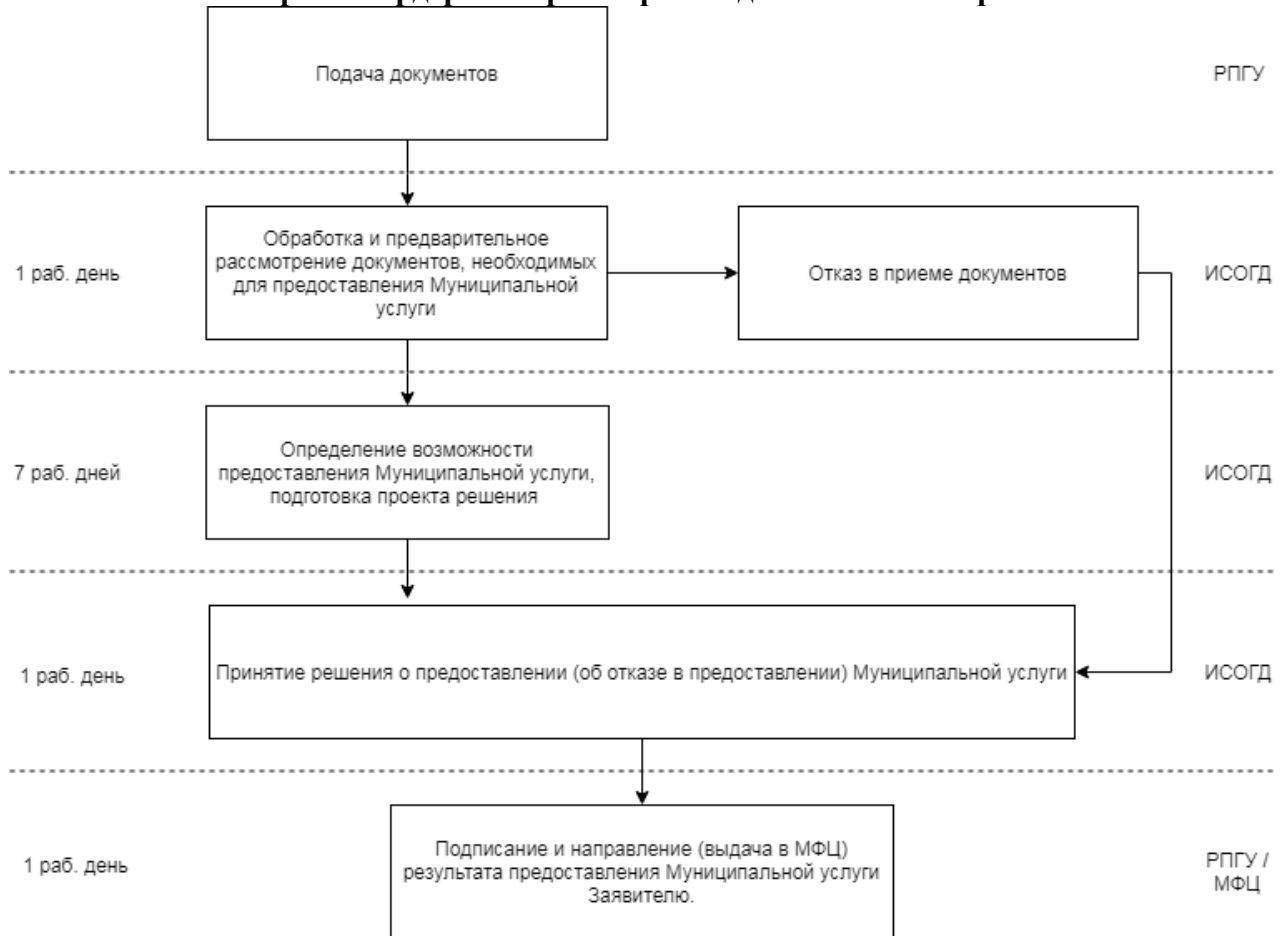 Подача документов
РПГУ
1 раб. день
Обработка и предварительное
рассмотрение документов, необходимых
для предоставления Муниципальной
услуги
Отказ в приеме документов
ИСОГД
7 раб. дней
Определение возможности
предоставления Муниципальной услуги,
подготовка проекта решения
ИСОГД
1 раб. день
Принятие решения о предоставлении (об отказе в предоставлении) Муниципальной услуги
ИСОГД
1 раб. день
Подписание и направление (выдача в МФЦ)
результата предоставления Муниципальной услуги
Заявителю.
РПГУ /
МФЦ